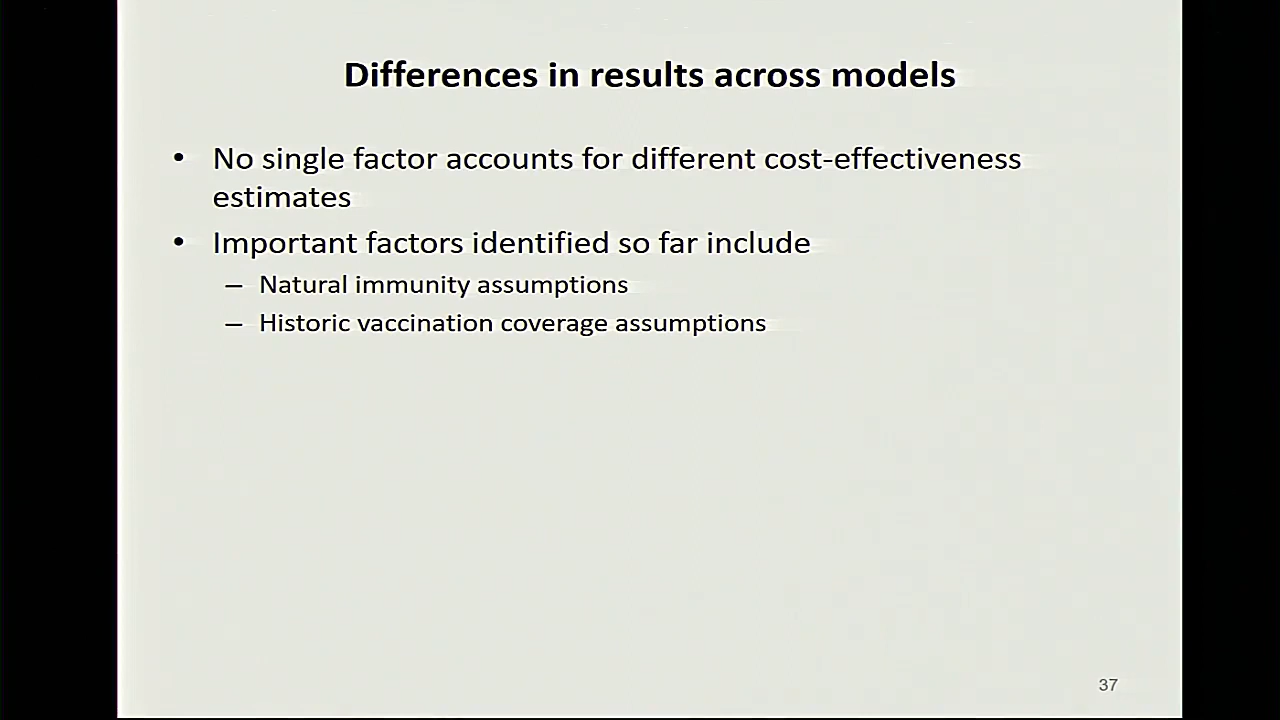 Differences in results across models
• No single factor accounts for different cost-effectiveness
estimates
• Important factors identified so far include
– Natural immunity assumptions
– Historic vaccination coverage assumptions
37